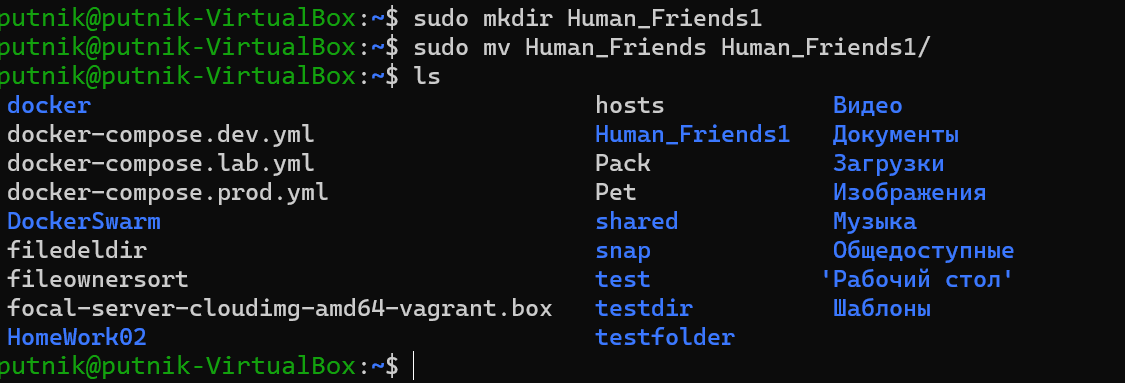 putnik@putnik-VirtualBox:~$ sudo mkdir Human_Friends1
putnik@putnik-VirtualBox:~$ sudo mv Human_Friends Human_Friends1/
putnik@putnik-VirtualBox:~$ ls
docker hosts Видео
docker-compose.dev.yml Human_Friends1 Документы
docker-compose.lab.yml Pack Загрузки
docker-compose.prod.yml Pet Изображения
DockerSwarm shared Музыка
filedeldir snap Общедоступные
fileownersort test 'Рабочий стол'
focal-server-cloudimg-amd64-vagrant.box testdir Шаблоны
HomeWork02 testfolder
putnik@putnik-VirtualBox:~$